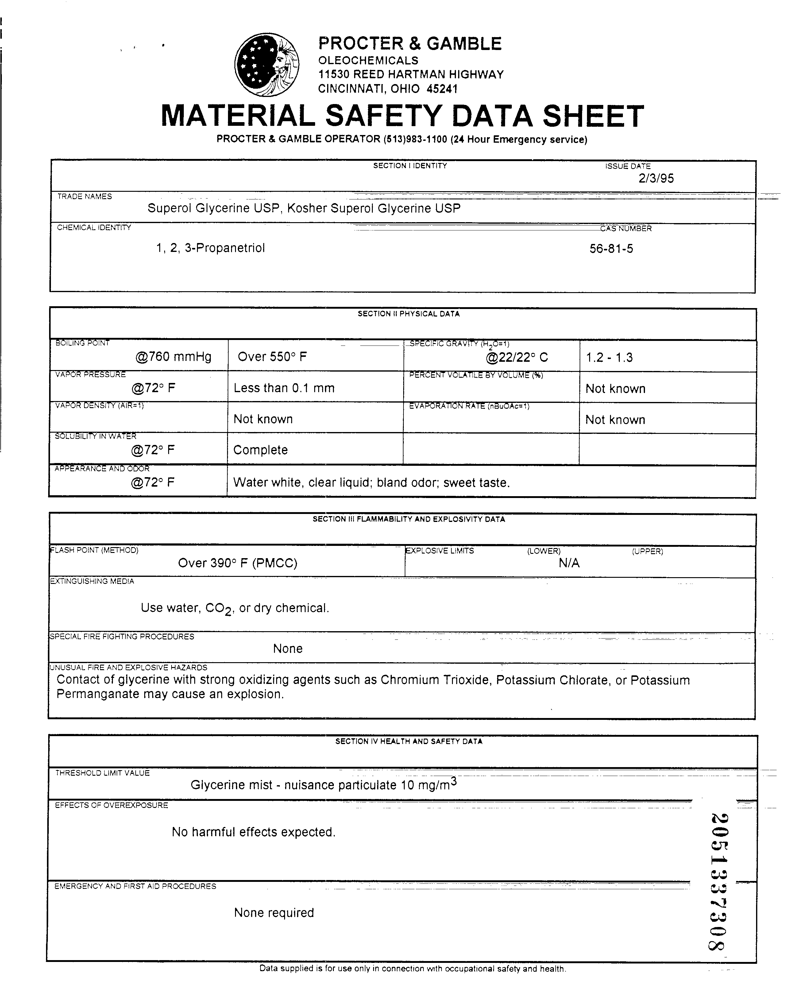 PROCTER & GAMBLE
OLEOCHEMICALS
11530 REED HARTMAN HIGHWAY
CINCINNATI, OHIO 45241
MATERIAL SAFETY DATA SHEET
PROCTER & GAMBLE OPERATOR (513)983-1100 (24 Hour Emergency service)
SECTION I IDENTITY
ISSUE DATE
2/3/95
TRADE NAMES
Superol Glycerine USP, Kosher Superol Glycerine USP
CHEMICAL IDENTITY
CAS NUMBER
1, 2, 3-Propanetriol
56-81-5
SECTION II PHYSICAL DATA
BOILING POINT
@760 mmHg
Over 550° F
SPECIFIC GRAVITY (H2O=1)
@22/22° C
1.2 - 1.3
VAPOR PRESSURE
@72° F
Less than 0.1 mm
PERCENT VOLATILE BY VOLUME (%)
Not known
VAPOR DENSITY (AIR=1)
Not known
EVAPORATION RATE (nBuOAc=1)
Not known
SOLUBILITY IN WATER
@72° F
Complete
APPEARANCE AND ODOR
@72° F
Water white, clear liquid; bland odor; sweet taste.
SECTION III FLAMMABILITY AND EXPLOSIVITY DATA
FLASH POINT (METHOD)
Over 390° F (PMCC)
EXPLOSIVE LIMITS (LOWER) (UPPER)
N/A
EXTINGUISHING MEDIA
Use water, CO2, or dry chemical.
SPECIAL FIRE FIGHTING PROCEDURES
None
UNUSUAL FIRE AND EXPLOSIVE HAZARDS
Contact of glycerine with strong oxidizing agents such as Chromium Trioxide, Potassium Chlorate, or Potassium
Permanganate may cause an explosion.
SECTION IV HEALTH AND SAFETY DATA
THRESHOLD LIMIT VALUE
Glycerine mist - nuisance particulate 10 mg/m3
EFFECTS OF OVEREXPOSURE
No harmful effects expected.
EMERGENCY AND FIRST AID PROCEDURES
None required
2051337308
Data supplied is for use only in connection with occupational safety and health.